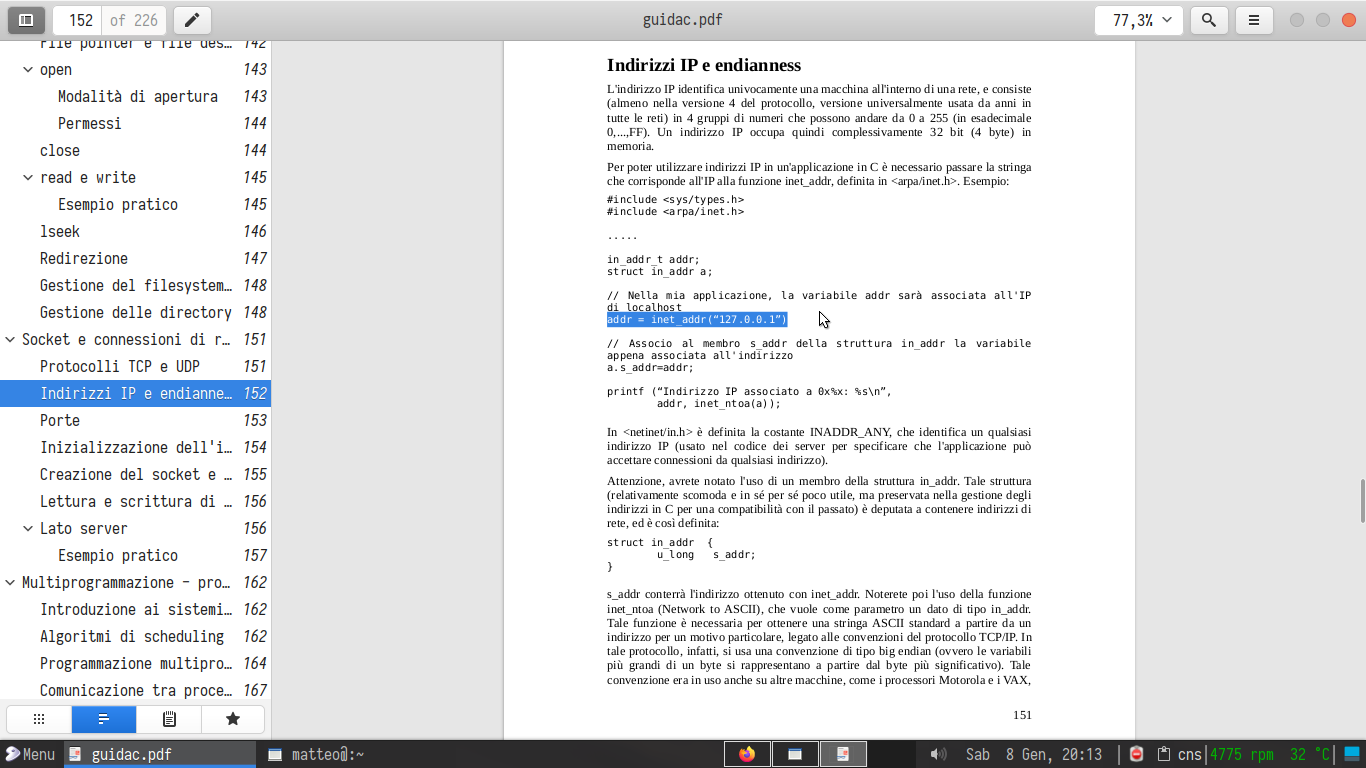 152 of 226
guidac.pdf
77,3%
File pointer e file des… 142
open 143
Modalità di apertura 143
Permessi 144
close 144
read e write 145
Esempio pratico 145
lseek 146
Redirezione 147
Gestione del filesystem… 148
Gestione delle directory 148
Socket e connessioni di r… 151
Protocolli TCP e UDP 151
Indirizzi IP e endianne… 152
Porte 153
Inizializzazione dell'i… 154
Creazione del socket e … 155
Lettura e scrittura di … 156
Lato server 156
Esempio pratico 157
Multiprogrammazione – pro… 162
Introduzione ai sistemi… 162
Algoritmi di scheduling 162
Programmazione multipro… 164
Comunicazione tra proce… 167
Indirizzi IP e endianness
L'indirizzo IP identifica univocamente una macchina all'interno di una rete, e consiste
(almeno nella versione 4 del protocollo, versione universalmente usata da anni in
tutte le reti) in 4 gruppi di numeri che possono andare da 0 a 255 (in esadecimale
0,...,FF). Un indirizzo IP occupa quindi complessivamente 32 bit (4 byte) in
memoria.
Per poter utilizzare indirizzi IP in un'applicazione in C è necessario passare la stringa
che corrisponde all'IP alla funzione inet_addr, definita in <arpa/inet.h>. Esempio:
#include <sys/types.h>
#include <arpa/inet.h>
.....
in_addr_t addr;
struct in_addr a;
// Nella mia applicazione, la variabile addr sarà associata all'IP
di localhost
addr = inet_addr(“127.0.0.1”)
// Associo al membro s_addr della struttura in_addr la variabile
appena associata all'indirizzo
a.s_addr=addr;
printf (“Indirizzo IP associato a 0x%x: %s\n”,
addr, inet_ntoa(a));
In <netinet/in.h> è definita la costante INADDR_ANY, che identifica un qualsiasi
indirizzo IP (usato nel codice dei server per specificare che l'applicazione può
accettare connessioni da qualsiasi indirizzo).
Attenzione, avrete notato l'uso di un membro della struttura in_addr. Tale struttura
(relativamente scomoda e in sé per sé poco utile, ma preservata nella gestione degli
indirizzi in C per una compatibilità con il passato) è deputata a contenere indirizzi di
rete, ed è così definita:
struct in_addr {
u_long s_addr;
}
s_addr conterrà l'indirizzo ottenuto con inet_addr. Noterete poi l'uso della funzione
inet_ntoa (Network to ASCII), che vuole come parametro un dato di tipo in_addr.
Tale funzione è necessaria per ottenere una stringa ASCII standard a partire da un
indirizzo per un motivo particolare, legato alle convenzioni del protocollo TCP/IP. In
tale protocollo, infatti, si usa una convenzione di tipo big endian (ovvero le variabili
più grandi di un byte si rappresentano a partire dal byte più significativo). Tale
convenzione era in uso anche su altre macchine, come i processori Motorola e i VAX,
151
Menu guidac.pdf matteo@:~ Sab 8 Gen, 20:13 cns 4775 rpm 32 °C